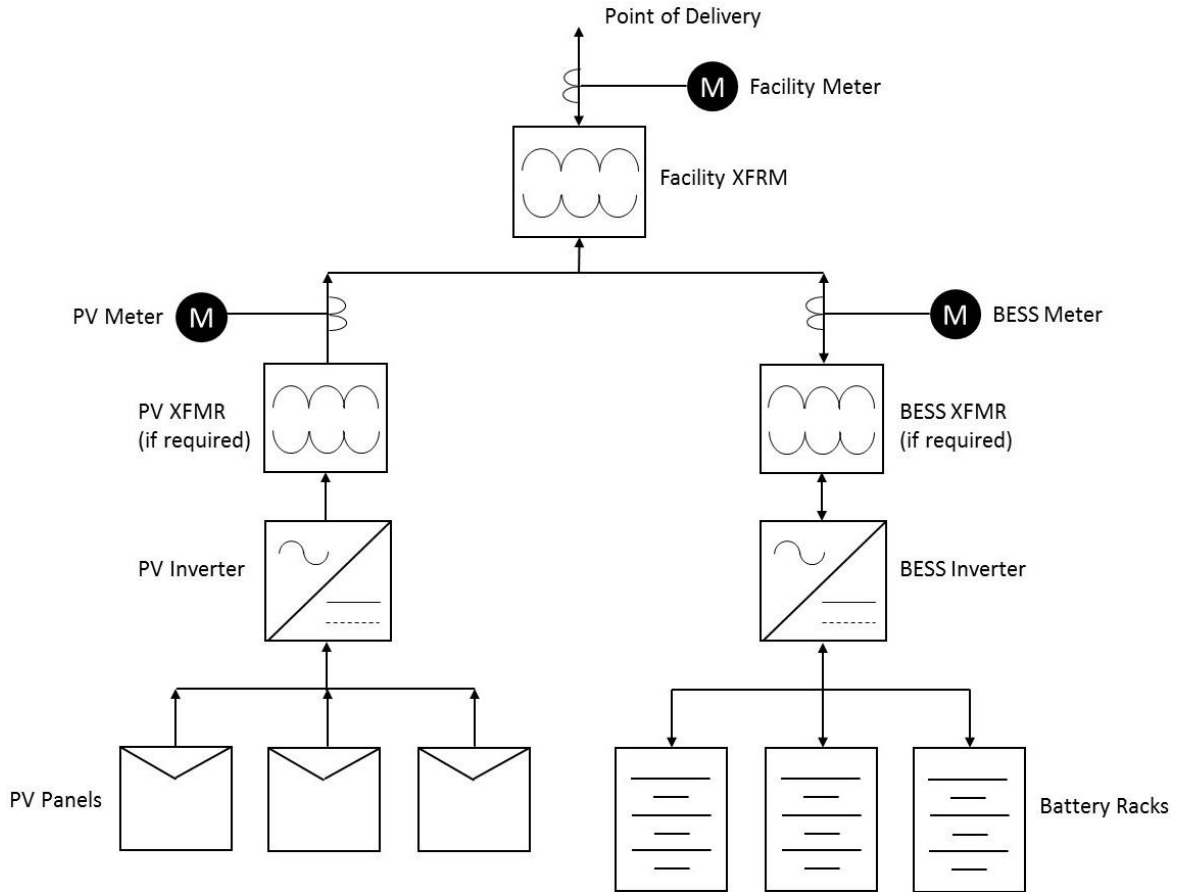 Point of Delivery
M
Facility Meter
Facility XFRM
PV Meter
M
M
BESS Meter
PV XFMR
(if required)
BESS XFMR
(if required)
PV Inverter
BESS Inverter
PV Panels
Battery Racks